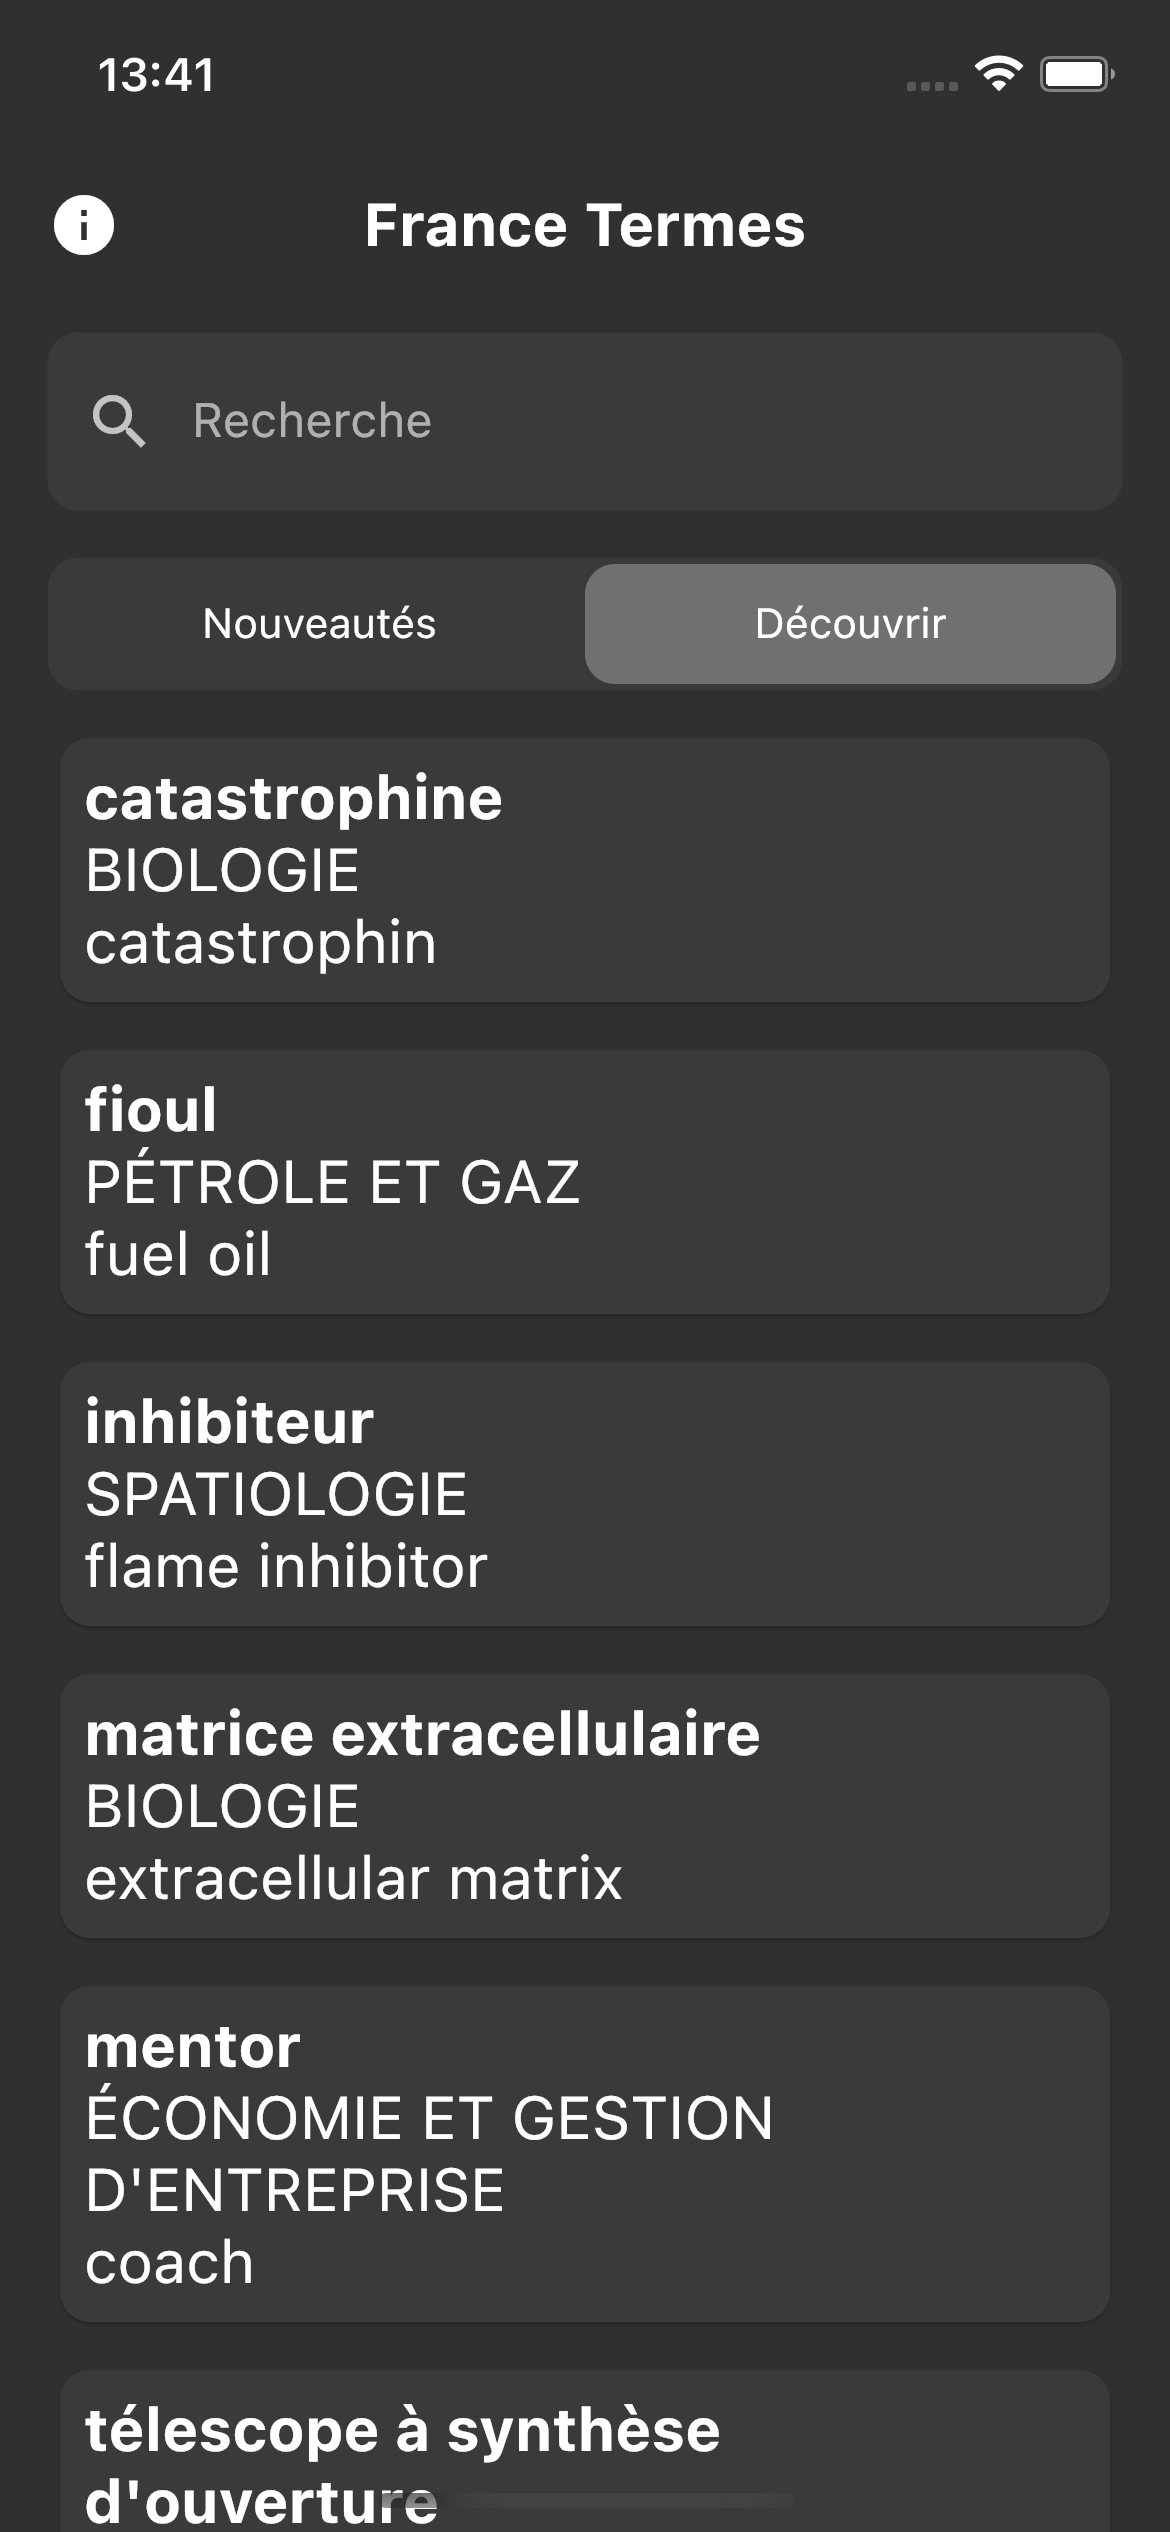 13:41
France Termes
Recherche
Nouveautés
Découvrir
catastrophine
BIOLOGIE
catastrophin
fioul
PÉTROLE ET GAZ
fuel oil
inhibiteur
SPATIOLOGIE
flame inhibitor
matrice extracellulaire
BIOLOGIE
extracellular matrix
mentor
ÉCONOMIE ET GESTION
D'ENTREPRISE
coach
télescope à synthèse
d'ouverture